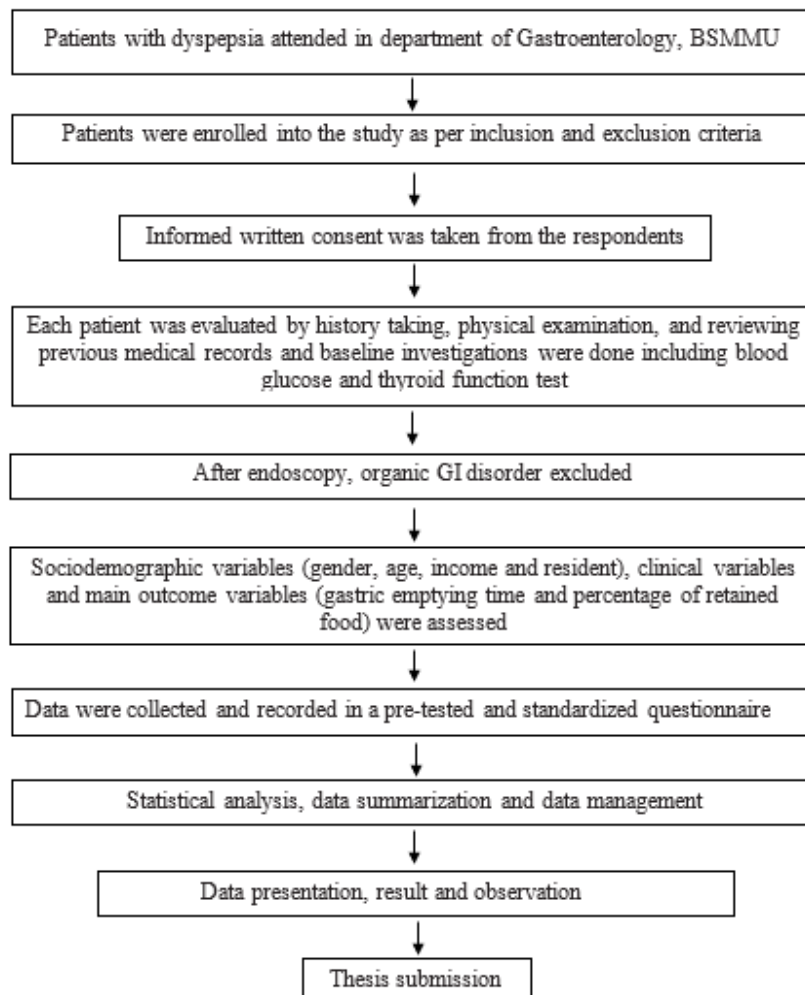 Patients with dyspepsia attended in department of Gastroenterology, BSMMU
Patients were enrolled into the study as per inclusion and exclusion criteria
Informed written consent was taken from the respondents
Each patient was evaluated by history taking, physical examination, and reviewing
previous medical records and baseline investigations were done including blood
glucose and thyroid function test
After endoscopy, organic GI disorder excluded
Sociodemographic variables (gender, age, income and resident), clinical variables
and main outcome variables (gastric emptying time and percentage of retained
food) were assessed
Data were collected and recorded in a pre-tested and standardized questionnaire
Statistical analysis, data summarization and data management
Data presentation, result and observation
Thesis submission